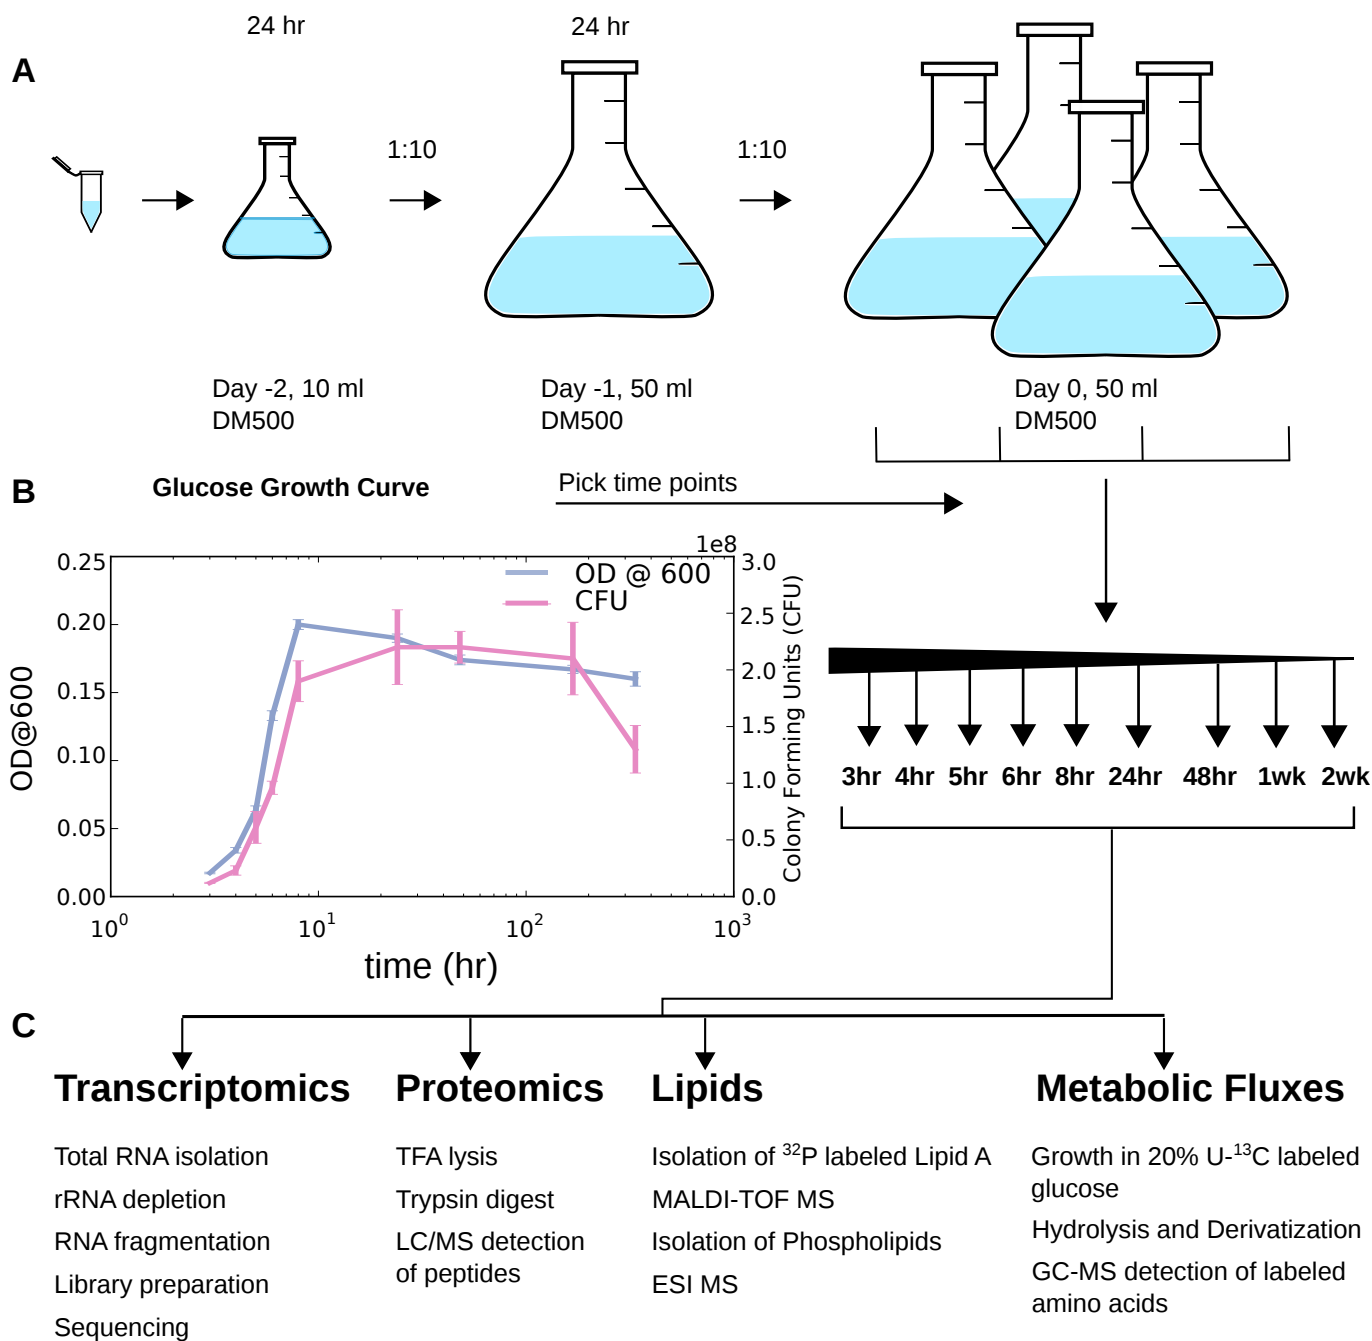 A
24 hr
24 hr
1:10
1:10
Day -2, 10 ml
DM500
Day -1, 50 ml
DM500
Day 0, 50 ml
DM500
B
Glucose Growth Curve
Pick time points
1e8
OD @ 600
CFU
0.25
0.20
0.15
0.10
0.05
0.00
OD@600
3.0
2.5
2.0
1.5
1.0
0.5
0.0
Colony Forming Units (CFU)
10⁰
10¹
10²
10³
time (hr)
3hr 4hr 5hr 6hr 8hr 24hr 48hr 1wk 2wk
C
Transcriptomics
Total RNA isolation
rRNA depletion
RNA fragmentation
Library preparation
Sequencing
Proteomics
TFA lysis
Trypsin digest
LC/MS detection
of peptides
Lipids
Isolation of ³²P labeled Lipid A
MALDI-TOF MS
Isolation of Phospholipids
ESI MS
Metabolic Fluxes
Growth in 20% U-¹³C labeled
glucose
Hydrolysis and Derivatization
GC-MS detection of labeled
amino acids